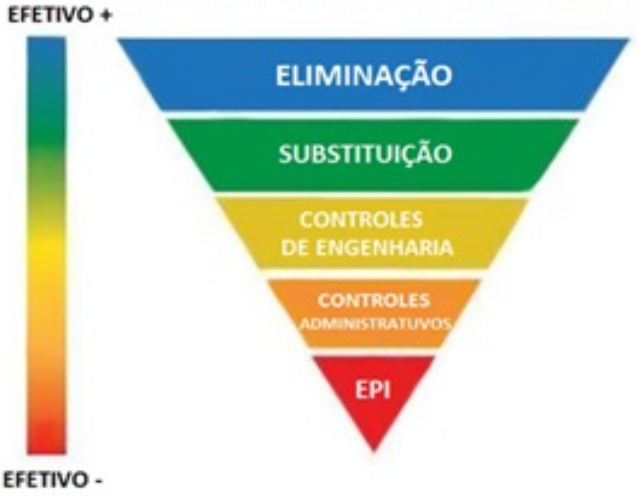 EFETIVO +
ELIMINAÇÃO
SUBSTITUIÇÃO
CONTROLES
DE ENGENHARIA
CONTROLES
ADMINISTRATUVOS
EPI
EFETIVO -